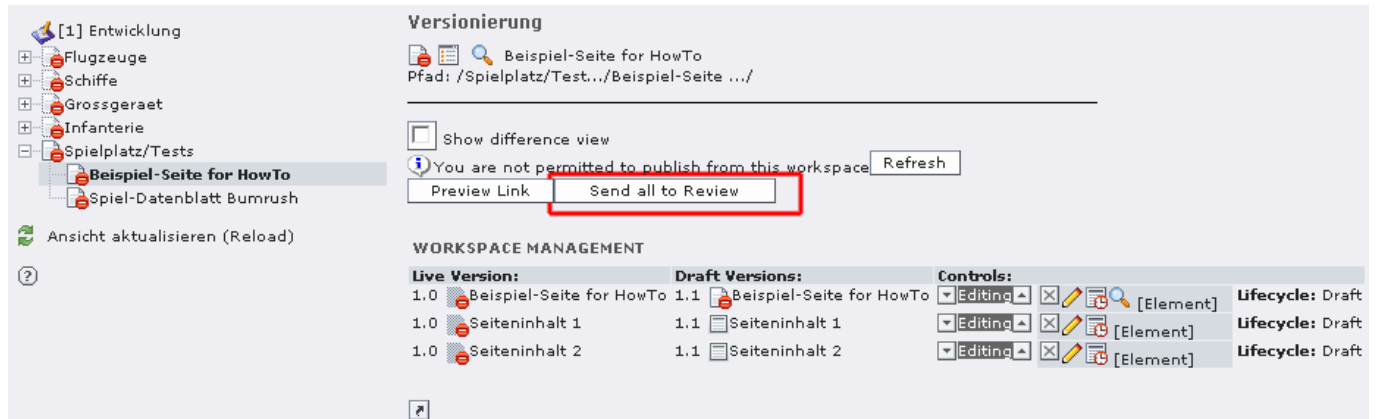 [1] Entwicklung
Flugzeuge
Schiffe
Grossgeraet
Infanterie
Spielplatz/Tests
Beispiel-Seite for HowTo
Spiel-Datenblatt Bumrush
Ansicht aktualisieren (Reload)
?
Versionierung
Beispiel-Seite for HowTo
Pfad: /Spielplatz/Test.../Beispiel-Seite .../
Show difference view
You are not permitted to publish from this workspace Refresh
Preview Link Send all to Review
WORKSPACE MANAGEMENT
Live Version: Draft Versions: Controls:
1.0 Beispiel-Seite for HowTo 1.1 Beispiel-Seite for HowTo Editing [Element] Lifecycle: Draft
1.0 Seiteninhalt 1 1.1 Seiteninhalt 1 Editing [Element] Lifecycle: Draft
1.0 Seiteninhalt 2 1.1 Seiteninhalt 2 Editing [Element] Lifecycle: Draft